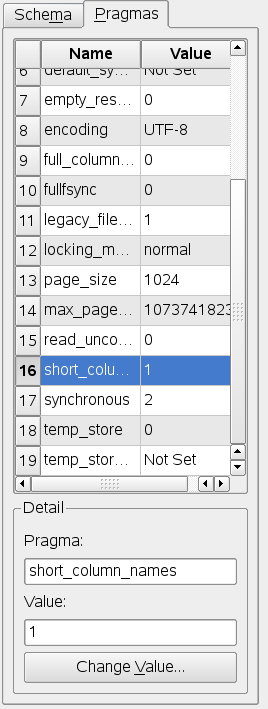 Schema Pragmas
Name Value
6 default_sy... Not Set
7 empty_res... 0
8 encoding UTF-8
9 full_column... 0
10 fullfsync 0
11 legacy_file... 1
12 locking_m... normal
13 page_size 1024
14 max_page... 1073741823
15 read_unco... 0
16 short_colu... 1
17 synchronous 2
18 temp_store 0
19 temp_stor... Not Set
Detail
Pragma:
short_column_names
Value:
1
Change Value...